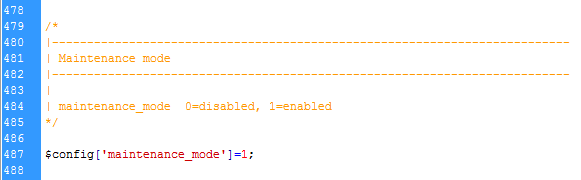 478
479 /*
480 |--------------------------------------------------------------------------
481 | Maintenance mode
482 |--------------------------------------------------------------------------
483 |
484 | maintenance_mode  0=disabled, 1=enabled
485 */
486
487 $config['maintenance_mode']=1;
488